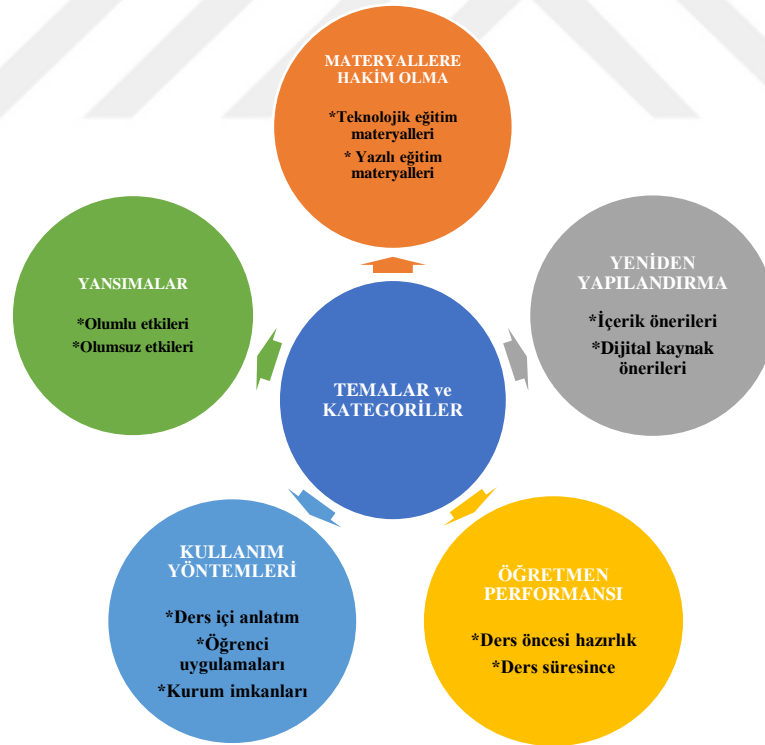 MATERYALLERE
HAKİM OLMA
*Teknolojik eğitim
materyalleri
* Yazılı eğitim
materyalleri
YENİDEN
YAPILANDIRMA
*İçerik önerileri
*Dijital kaynak
önerileri
YANSIMALAR
*Olumlu etkileri
*Olumsuz etkileri
TEMALAR ve
KATEGORİLER
KULLANIM
YÖNTEMLERİ
*Ders içi anlatım
*Öğrenci
uygulamaları
*Kurum imkanları
ÖĞRETMEN
PERFORMANSI
*Ders öncesi hazırlık
*Ders süresince